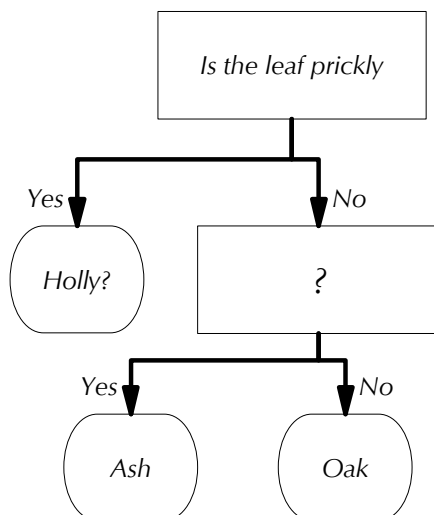 Is the leaf prickly
Yes
No
Holly?
?
Yes
No
Ash
Oak